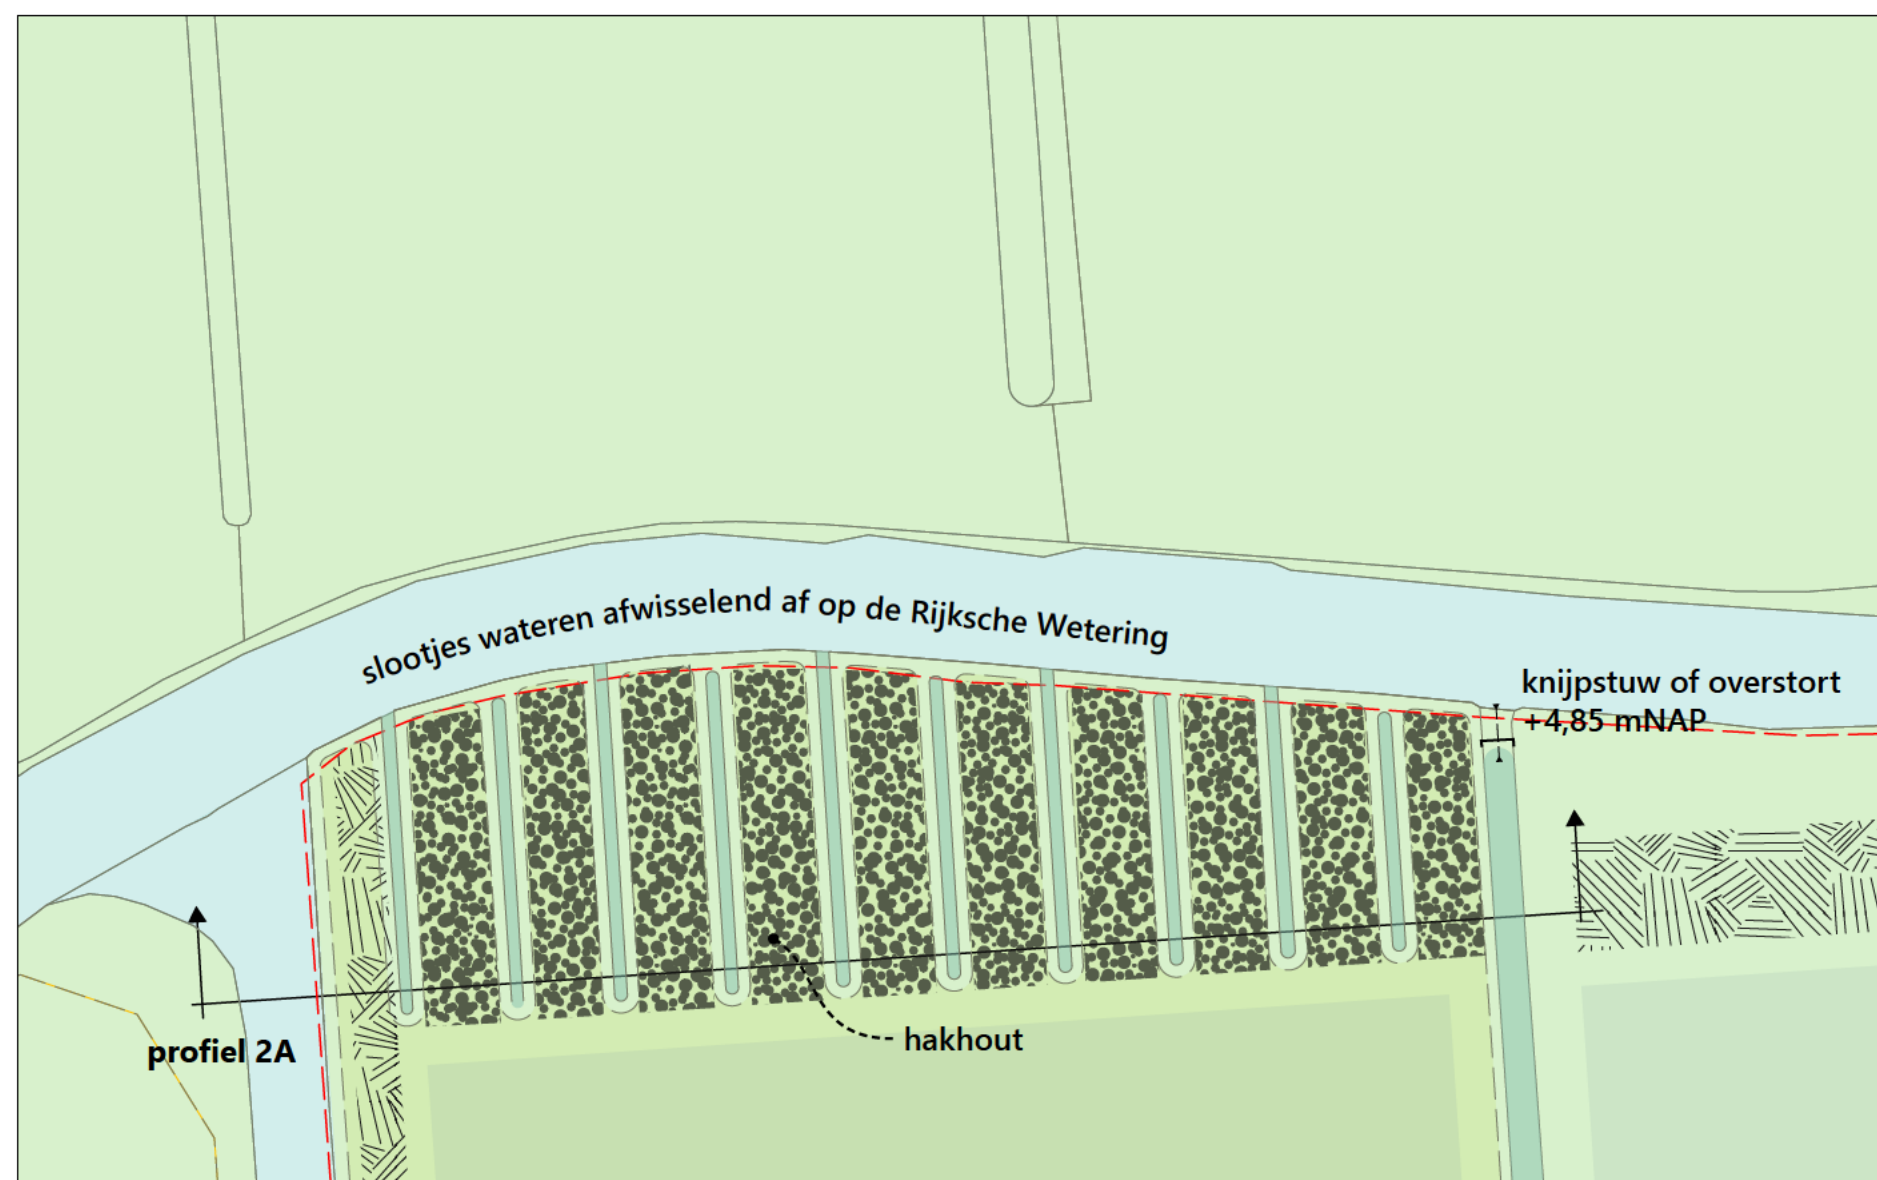 slootjes wateren afwisselend af op de Rijksche Wetering
knijpstuw of overstort
+4,85 mNAP
hakhout
profiel 2A